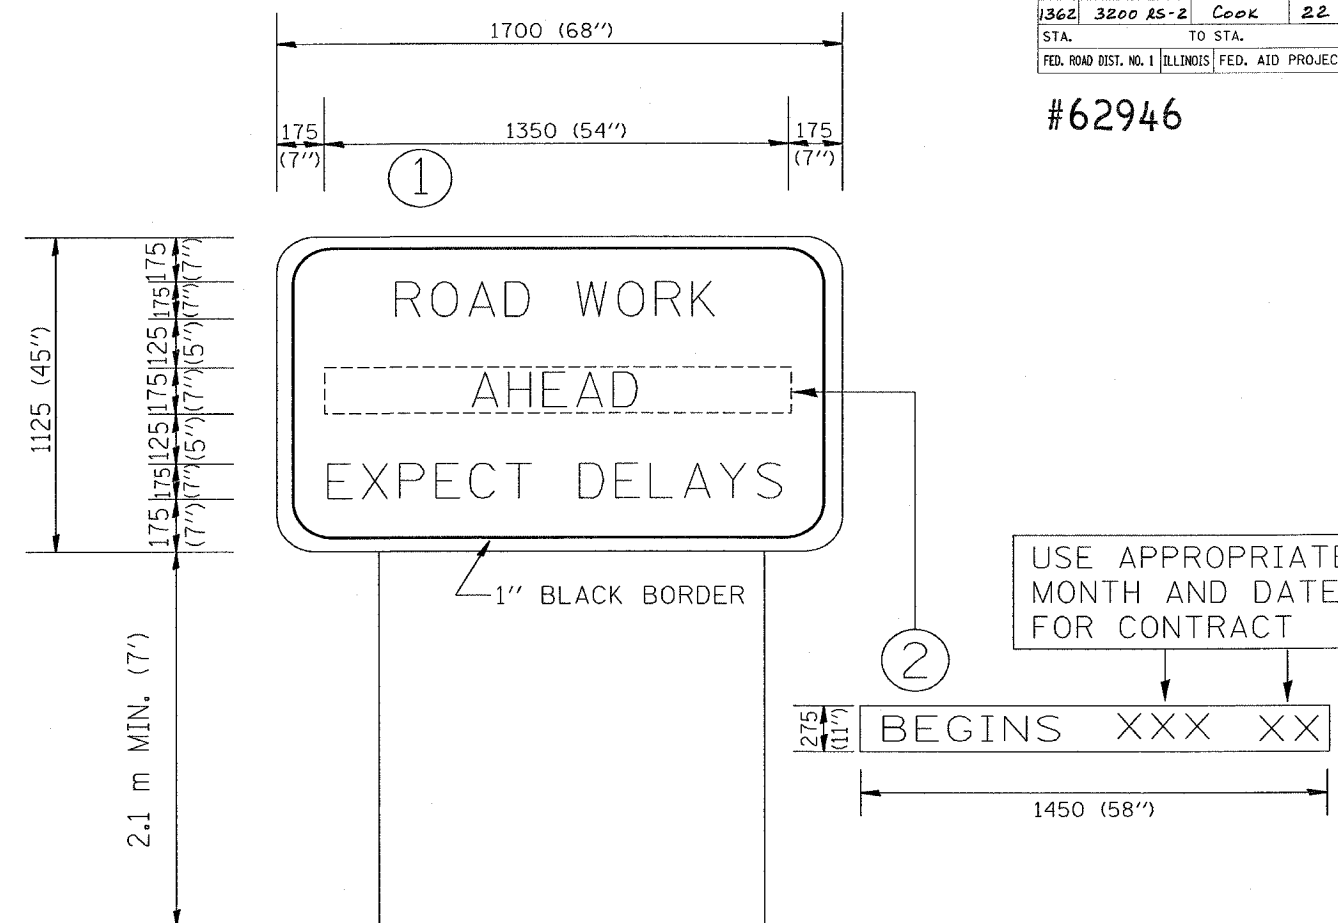 1362 3200 RS-2 Cook 22
STA. TO STA.
FED. ROAD DIST. NO. 1 ILLINOIS FED. AID PROJEC
#62946
1700 (68")
175 (7")
1350 (54")
175 (7")
1
1125 (45")
175 (7")
175 (7")
125 (5")
175 (7")
125 (5")
175 (7")
175 (7")
ROAD WORK
AHEAD
EXPECT DELAYS
1" BLACK BORDER
2.1 m MIN. (7')
USE APPROPRIATE
MONTH AND DATE
FOR CONTRACT
2
275 (11")
BEGINS XXX XX
1450 (58")